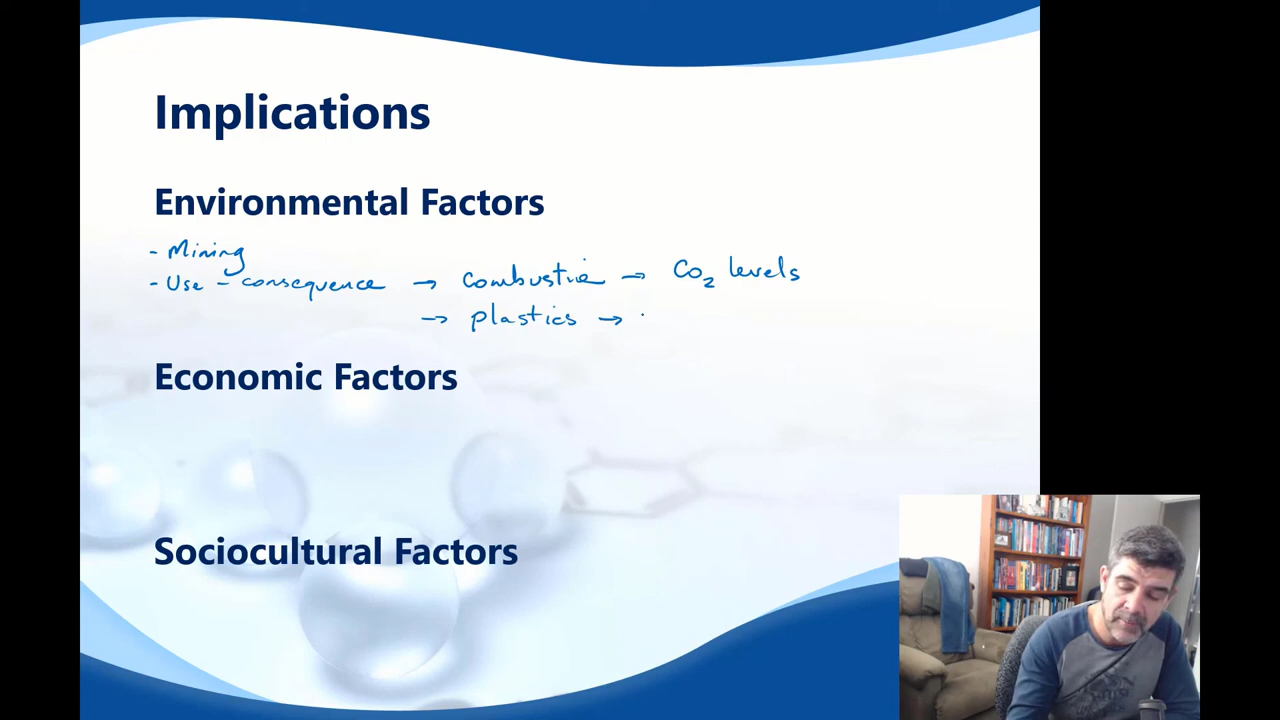 Implications
Environmental Factors
- Mining
- Use - consequence → combustion → CO2 levels
→ plastics →
Economic Factors
Sociocultural Factors